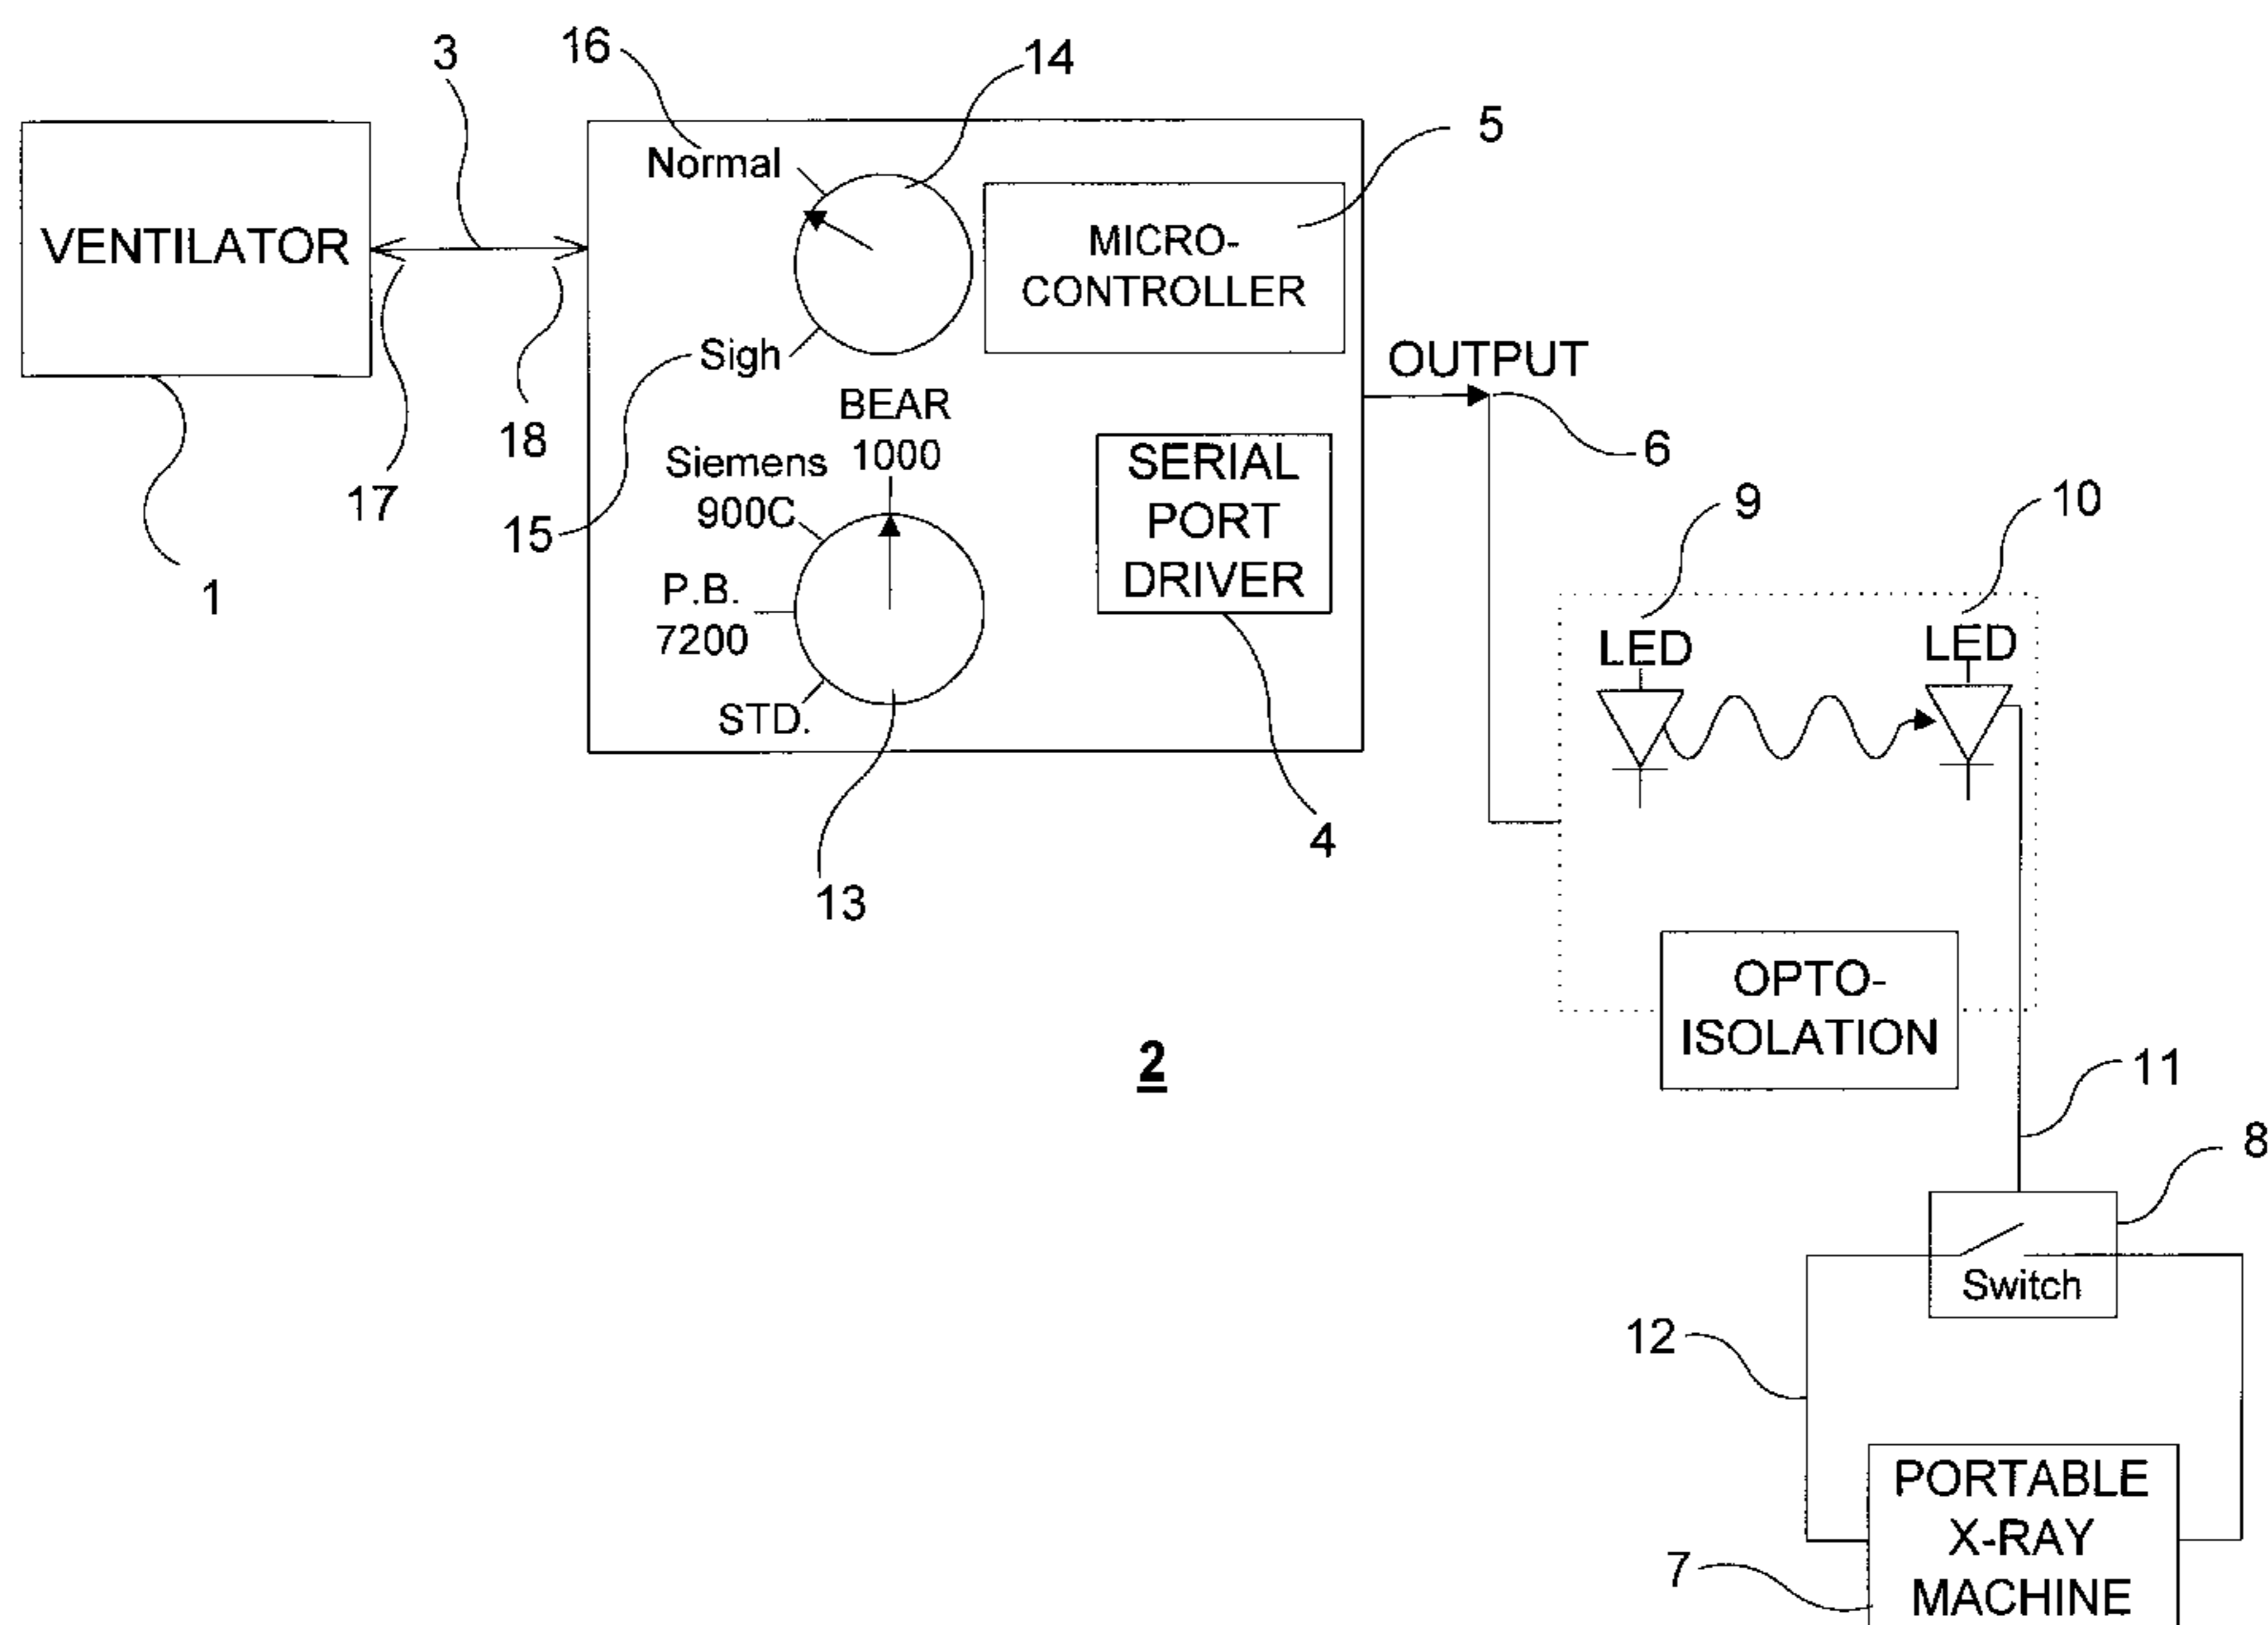 3
16
14
5
Normal
VENTILATOR
MICRO-
CONTROLLER
Sigh
OUTPUT
BEAR
1000
Siemens
900C
18
17
15
6
SERIAL
PORT
DRIVER
9
10
1
P.B.
7200
LED
LED
STD.
4
13
OPTO-
ISOLATION
2
11
8
Switch
12
PORTABLE
X-RAY
MACHINE
7